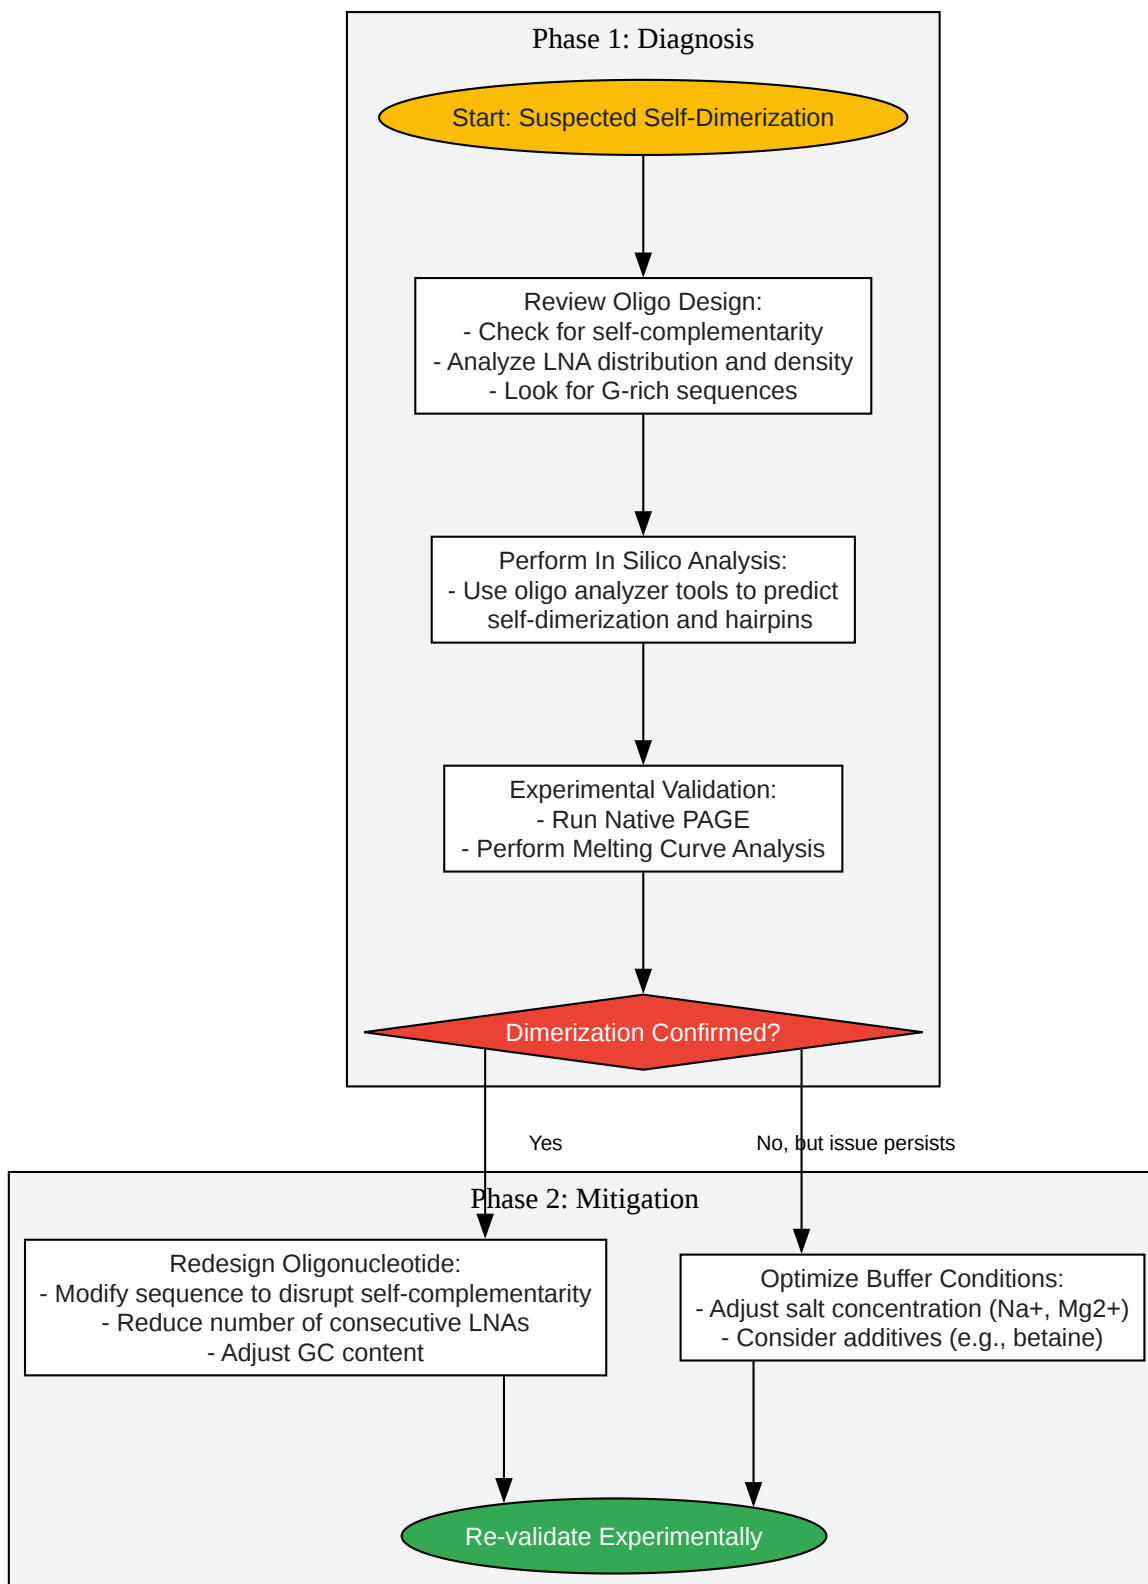 Phase 1: Diagnosis
Start: Suspected Self-Dimerization
Review Oligo Design:
- Check for self-complementarity
- Analyze LNA distribution and density
- Look for G-rich sequences
Perform In Silico Analysis:
- Use oligo analyzer tools to predict
self-dimerization and hairpins
Experimental Validation:
- Run Native PAGE
- Perform Melting Curve Analysis
Dimerization Confirmed?
Yes
No, but issue persists
Phase 2: Mitigation
Redesign Oligonucleotide:
- Modify sequence to disrupt self-complementarity
- Reduce number of consecutive LNAs
- Adjust GC content
Optimize Buffer Conditions:
- Adjust salt concentration (Na+, Mg2+)
- Consider additives (e.g., betaine)
Re-validate Experimentally